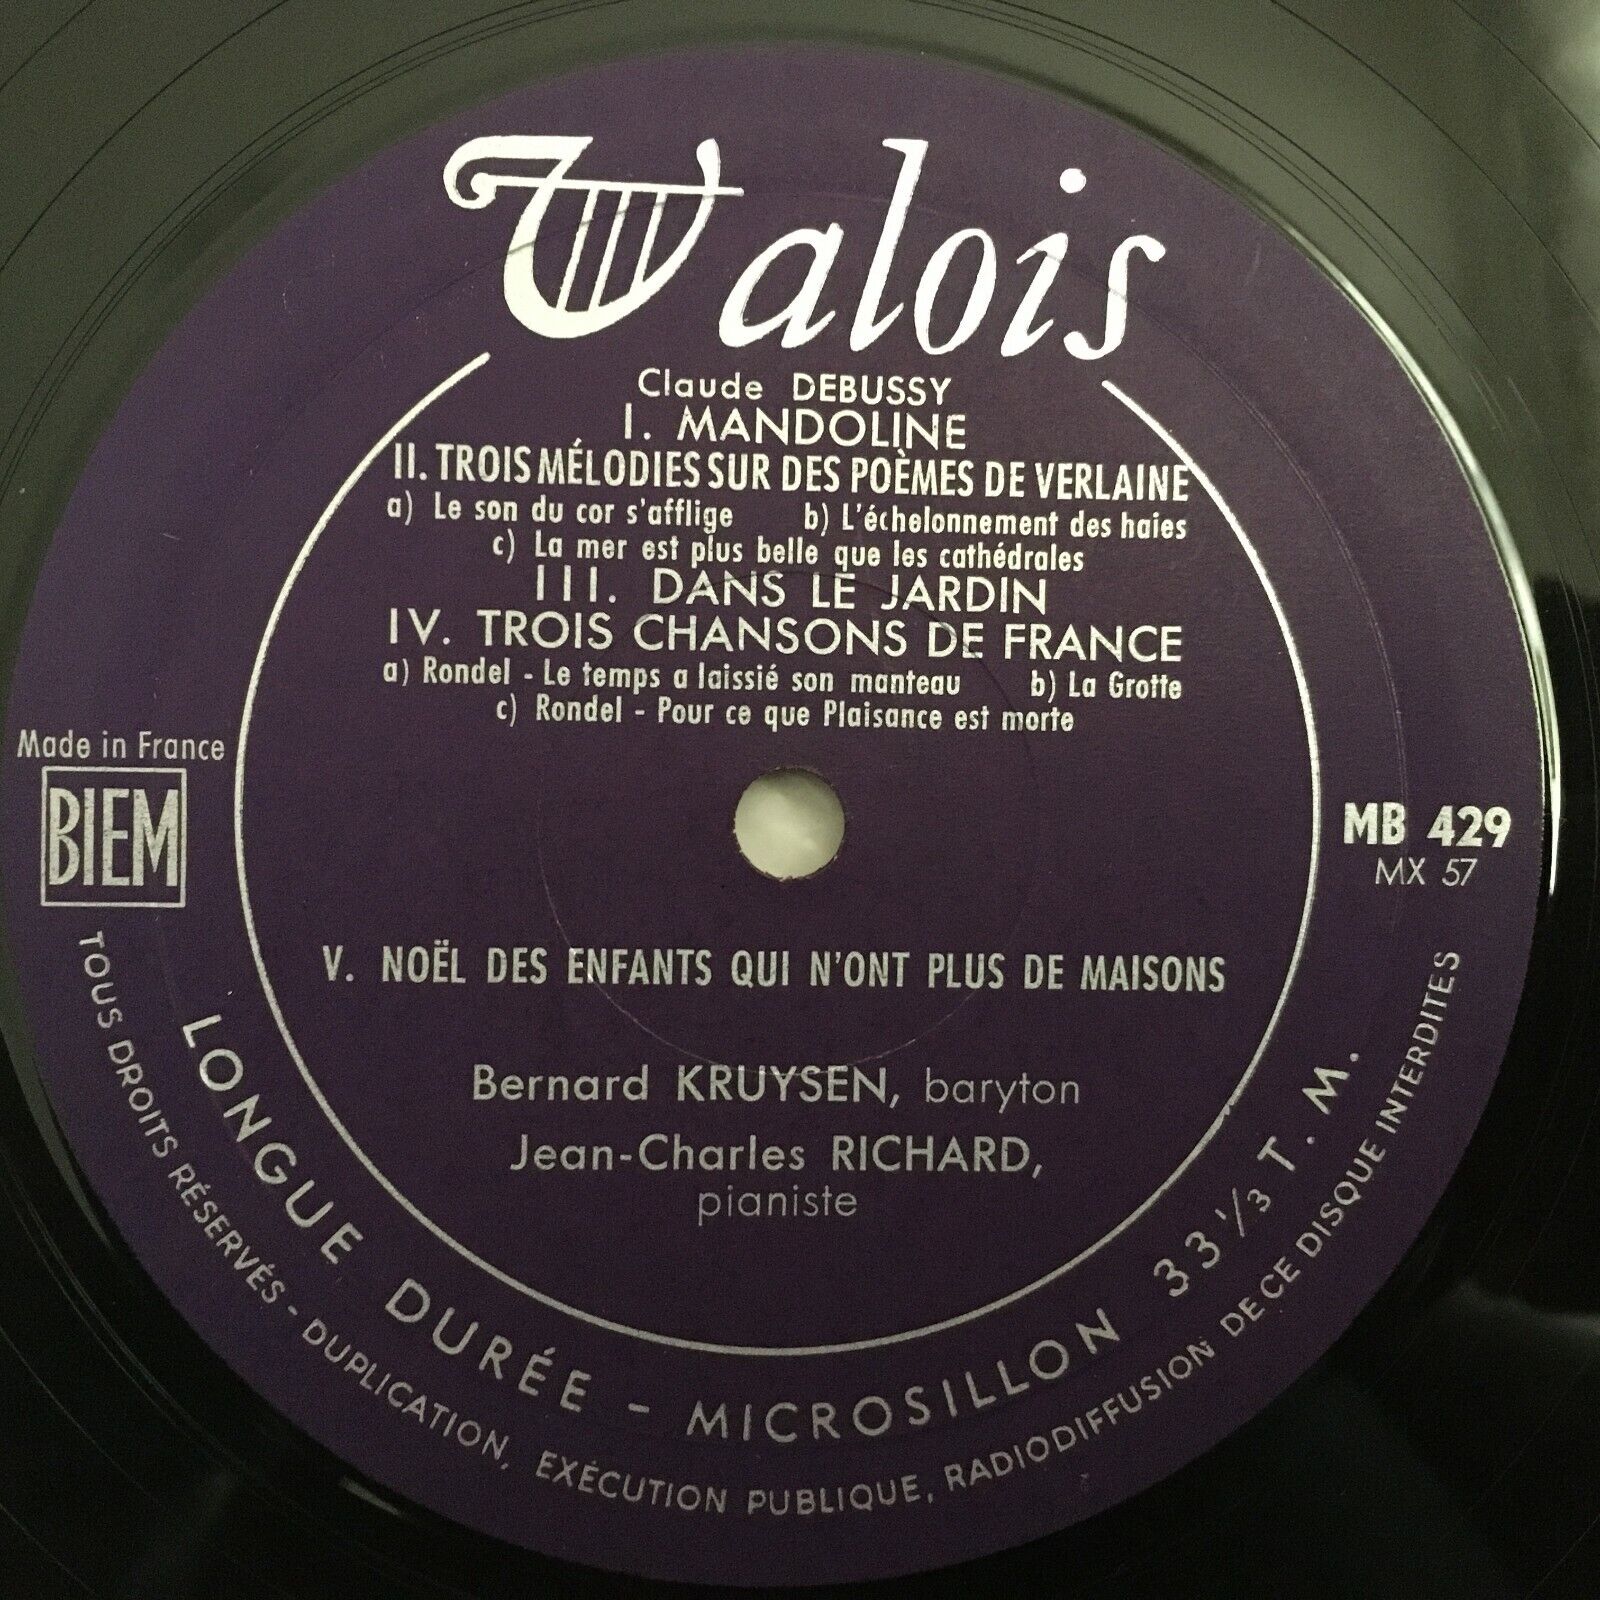 Valois
Claude DEBUSSY
I. MANDOLINE
II. TROIS MÉLODIES SUR DES POÈMES DE VERLAINE
a) Le son du cor s'afflige b) L'échelonnement des haies
c) La mer est plus belle que les cathédrales
III. DANS LE JARDIN
IV. TROIS CHANSONS DE FRANCE
a) Rondel - Le temps a laissié son manteau b) La Grotte
c) Rondel - Pour ce que Plaisance est morte
Made in France
BIEM
MB 429
MX 57
V. NOËL DES ENFANTS QUI N'ONT PLUS DE MAISONS
Bernard KRUYSEN, baryton
Jean-Charles RICHARD,
pianiste
LONGUE DURÉE - MICROSILLON 33 1/3 T. M.
TOUS DROITS RÉSERVÉS - DUPLICATION, EXÉCUTION PUBLIQUE, RADIODIFFUSION DE CE DISQUE INTERDITES